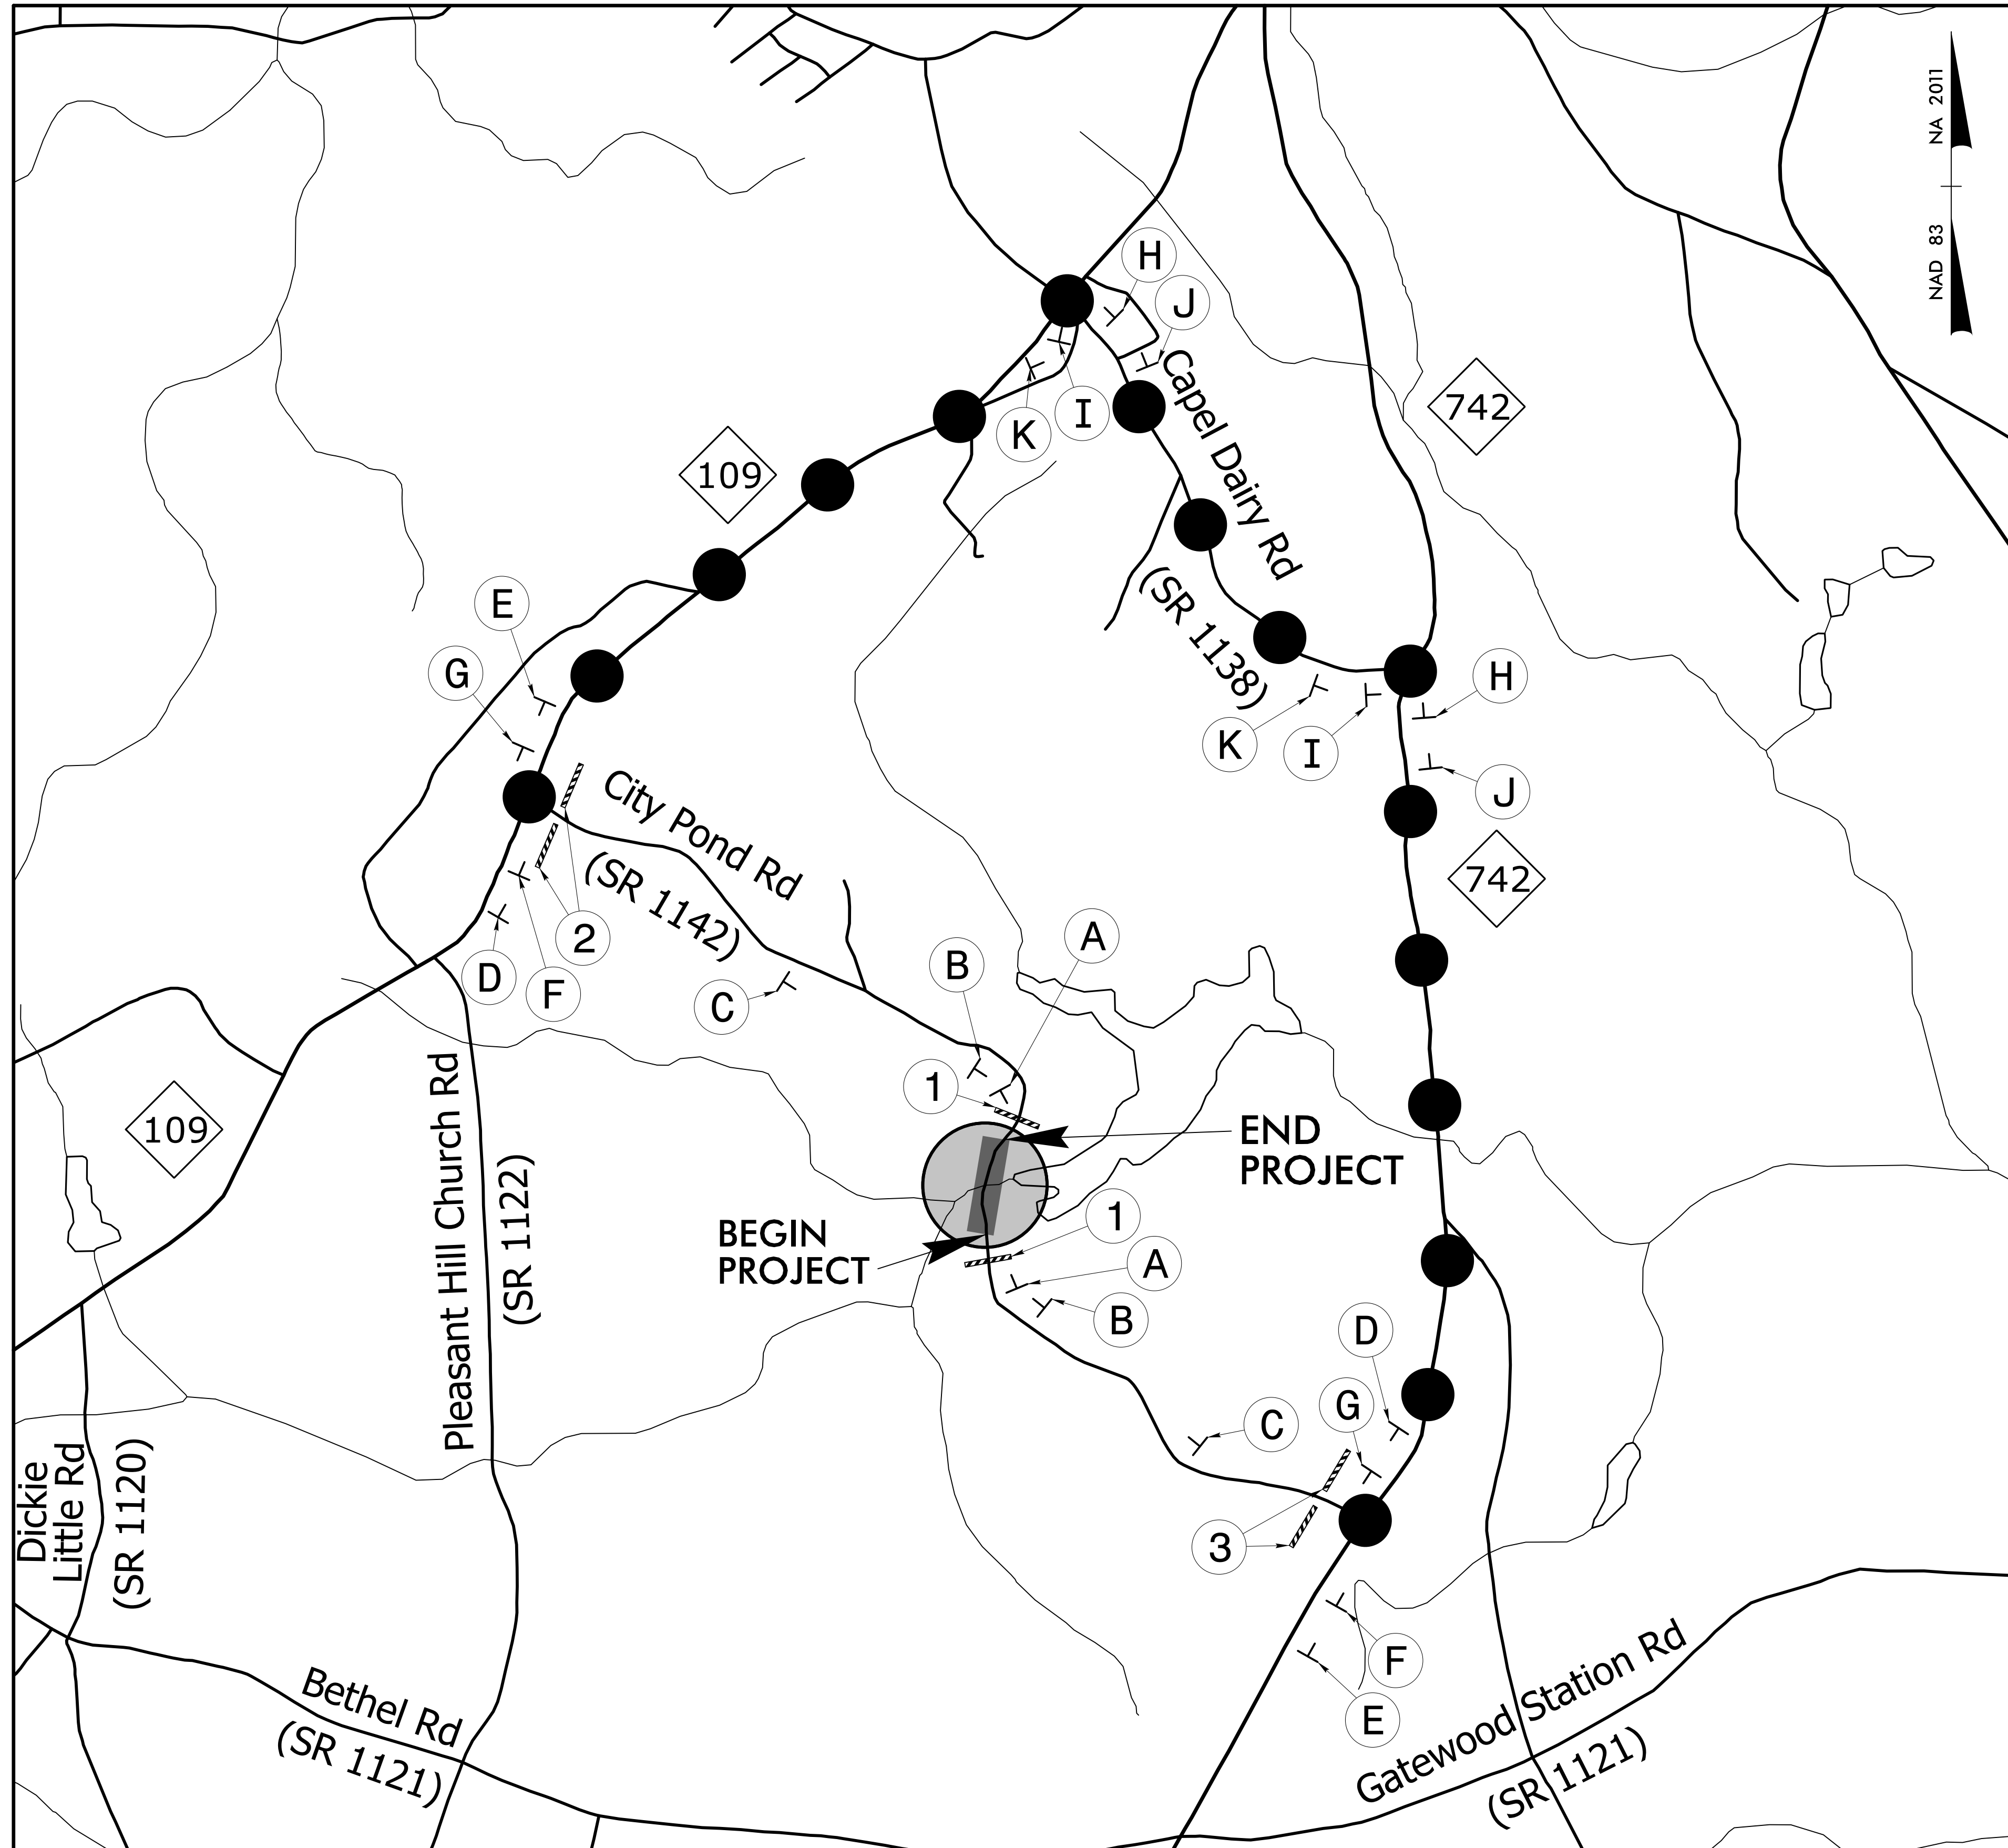 NA 2011
NAD 83
H
J
Capel Dairy Rd
(SR 1138)
742
I
K
109
E
G
H
K
I
J
City Pond Rd
(SR 1142)
742
2
D
F
A
B
C
1
109
END
PROJECT
Pleasant Hill Church Rd
(SR 1122)
BEGIN
PROJECT
1
A
B
D
G
C
3
Dickie
Little Rd
(SR 1120)
F
E
Bethel Rd
(SR 1121)
Gatewood Station Rd
(SR 1121)